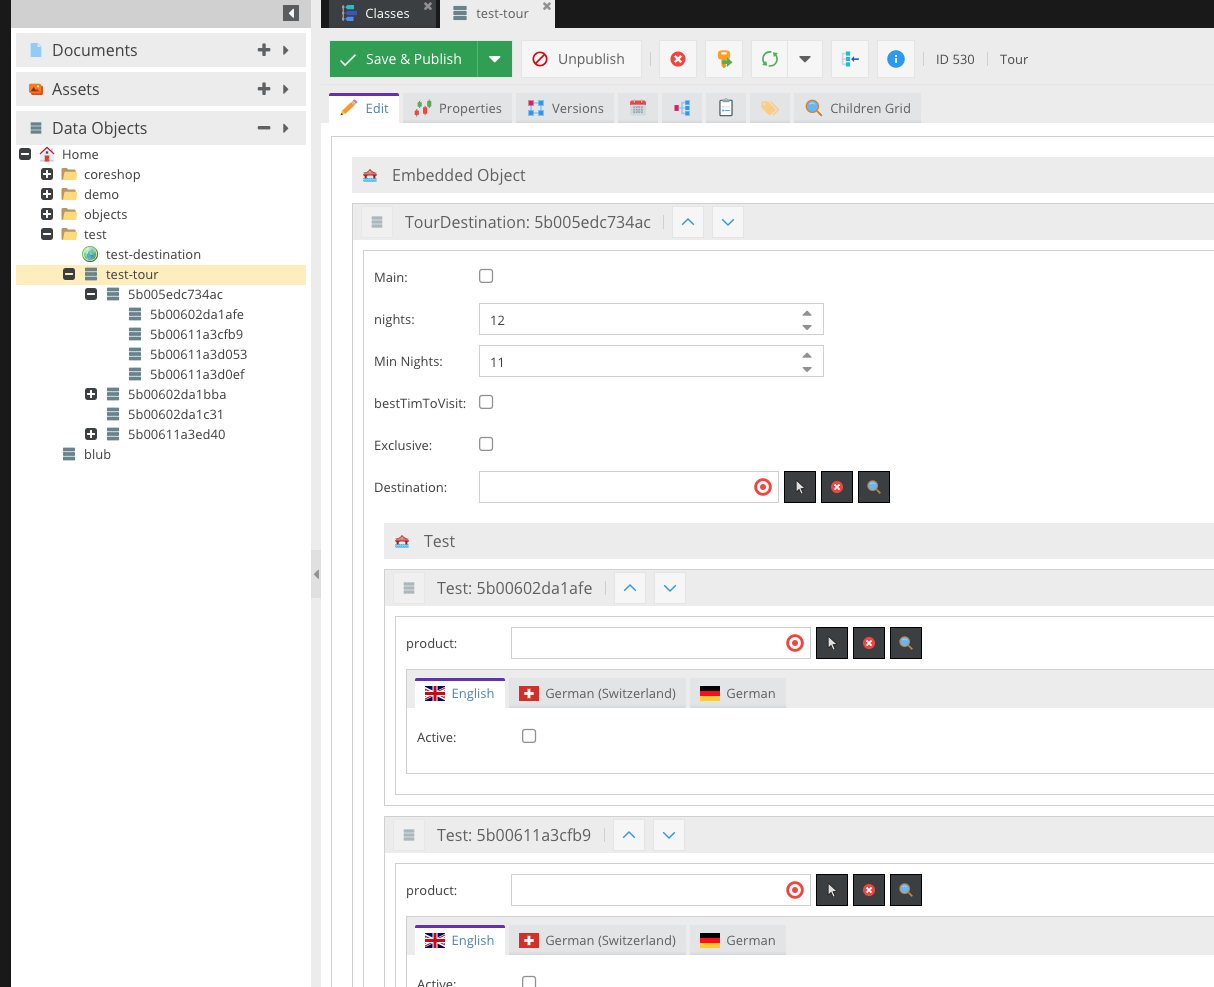 Classes
test-tour
Documents
Assets
Data Objects
Home
coreshop
demo
objects
test
test-destination
test-tour
5b005edc734ac
5b00602da1afe
5b00611a3cfb9
5b00611a3d053
5b00611a3d0ef
5b00602da1bba
5b00602da1c31
5b00611a3ed40
blub
Save & Publish
Unpublish
ID 530
Tour
Edit
Properties
Versions
Children Grid
Embedded Object
TourDestination: 5b005edc734ac
Main:
nights: 12
Min Nights: 11
bestTimToVisit:
Exclusive:
Destination:
Test
Test: 5b00602da1afe
product:
English German (Switzerland) German
Active:
Test: 5b00611a3cfb9
product:
English German (Switzerland) German
Active: